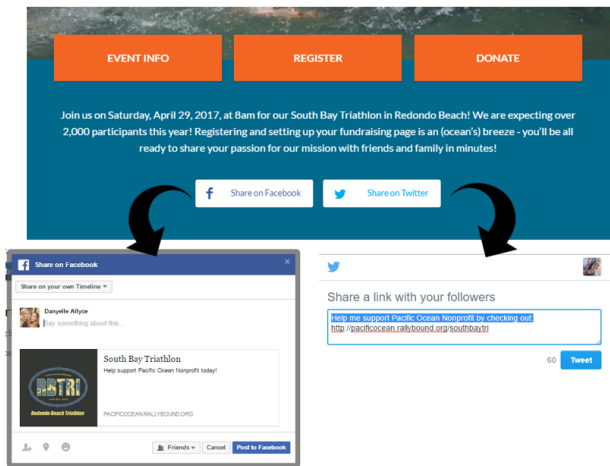 EVENT INFO
REGISTER
DONATE
Join us on Saturday, April 29, 2017, at 8am for our South Bay Triathlon in Redondo Beach! We are expecting over
2,000 participants this year! Registering and setting up your fundraising page is an (ocean's) breeze - you'll be all
ready to share your passion for our mission with friends and family in minutes!
Share on Facebook
Share on Twitter
Share on Facebook
Share on your own Timeline
Danyelle Allyce
Say something about this...
RBTRI
Redondo Beach Triathlon
South Bay Triathlon
Help support Pacific Ocean Nonprofit today!
PACIFICOCEAN.RALLYBOUND.ORG
Friends
Cancel
Post to Facebook
Share a link with your followers
Help me support Pacific Ocean Nonprofit by checking out:
http://pacificocean.rallybound.org/southbaytri
60
Tweet